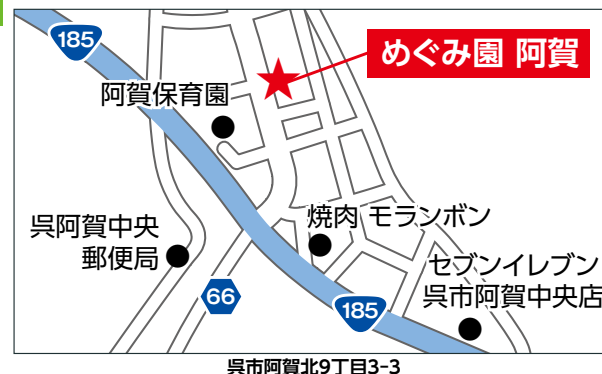 185
めぐみ園 阿賀
阿賀保育園
呉阿賀中央
郵便局
焼肉 モランボン
セブンイレブン
呉市阿賀中央店
66
185
呉市阿賀北9丁目3-3